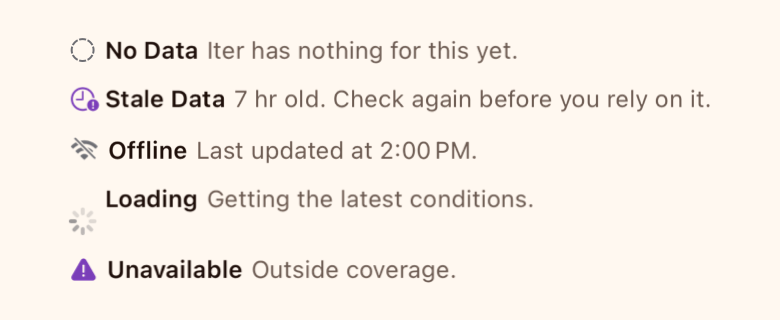 No Data Iter has nothing for this yet.
Stale Data 7 hr old. Check again before you rely on it.
Offline Last updated at 2:00 PM.
Loading Getting the latest conditions.
Unavailable Outside coverage.